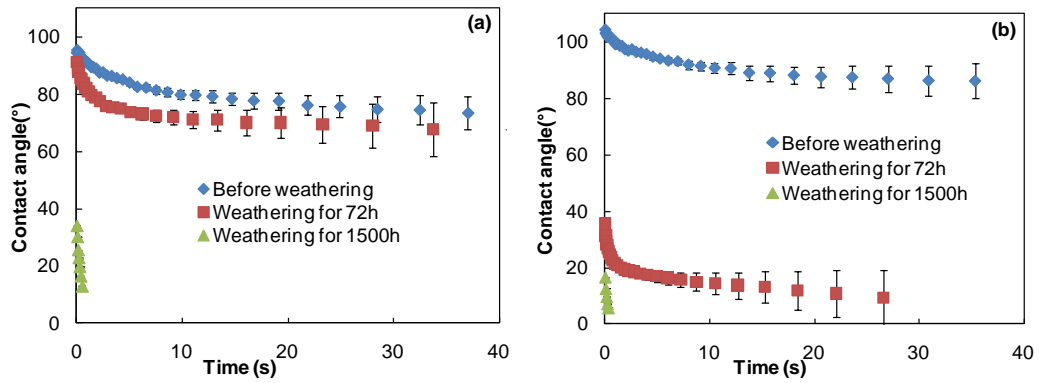 (a)
Contact angle(°)
100
80
60
40
20
0
Before weathering
Weathering for 72h
Weathering for 1500h
0 10 20 30 40
Time (s)
(b)
Contact angle(°)
120
100
80
60
40
20
0
Before weathering
Weathering for 72h
Weathering for 1500h
0 10 20 30 40
Time (s)